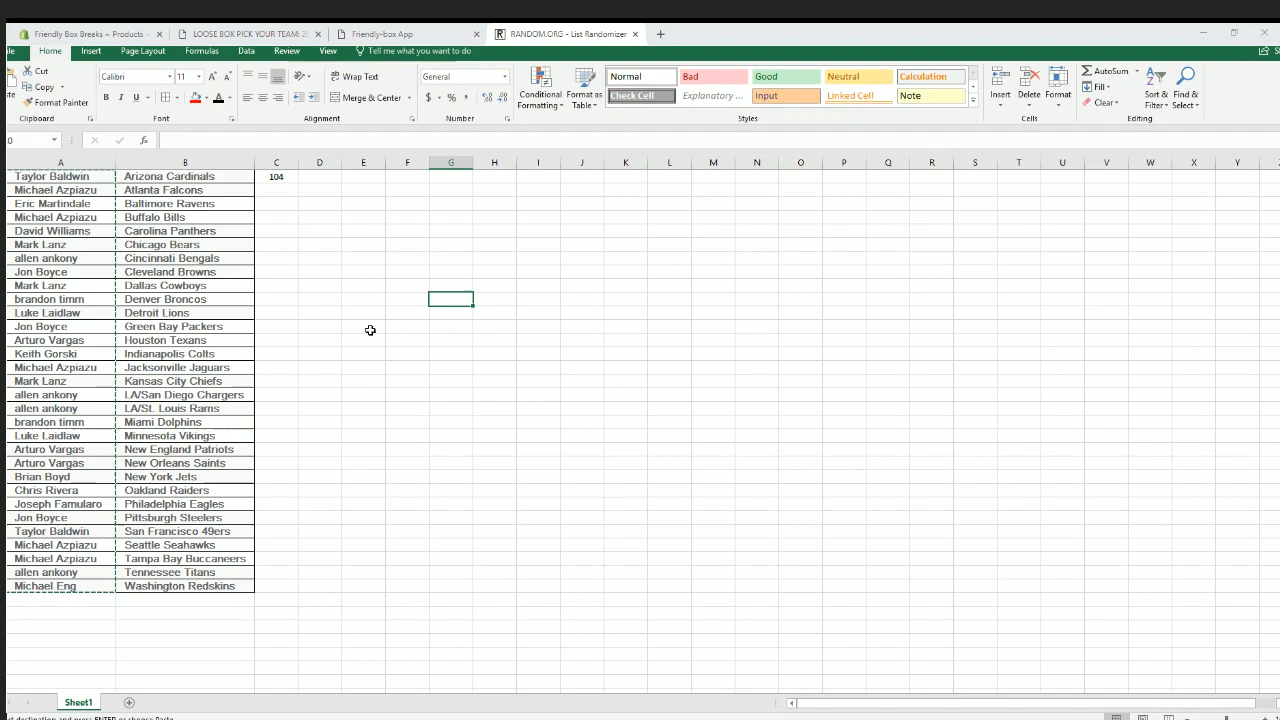 Friendly Box Breaks ~ Products - × LOOSE BOX PICK YOUR TEAM: × Friendly-box App × RANDOM.ORG - List Randomizer ×
Home Insert Page Layout Formulas Data Review View Tell me what you want to do
Cut Calibri 11 Wrap Text General Normal Bad Good Neutral Calculation AutoSum
Copy Conditional Format as Insert Delete Format Fill Sort & Find &
Format Painter Merge & Center Formatting Table Check Cell Explanatory ... Input Linked Cell Note Clear Filter Select
Clipboard Font Alignment Number Styles Cells Editing
A B C D E F G H I J K L M N O P Q R S T U V W X Y
Taylor Baldwin Arizona Cardinals 104
Michael Azpiazu Atlanta Falcons
Eric Martindale Baltimore Ravens
Michael Azpiazu Buffalo Bills
David Williams Carolina Panthers
Mark Lanz Chicago Bears
allen ankony Cincinnati Bengals
Jon Boyce Cleveland Browns
Mark Lanz Dallas Cowboys
brandon timm Denver Broncos
Luke Laidlaw Detroit Lions
Jon Boyce Green Bay Packers
Arturo Vargas Houston Texans
Keith Gorski Indianapolis Colts
Michael Azpiazu Jacksonville Jaguars
Mark Lanz Kansas City Chiefs
allen ankony LA/San Diego Chargers
allen ankony LA/St. Louis Rams
brandon timm Miami Dolphins
Luke Laidlaw Minnesota Vikings
Arturo Vargas New England Patriots
Arturo Vargas New Orleans Saints
Brian Boyd New York Jets
Chris Rivera Oakland Raiders
Joseph Famularo Philadelphia Eagles
Jon Boyce Pittsburgh Steelers
Taylor Baldwin San Francisco 49ers
Michael Azpiazu Seattle Seahawks
Michael Azpiazu Tampa Bay Buccaneers
allen ankony Tennessee Titans
Michael Eng Washington Redskins
Sheet1
destination and press ENTER or choose Paste